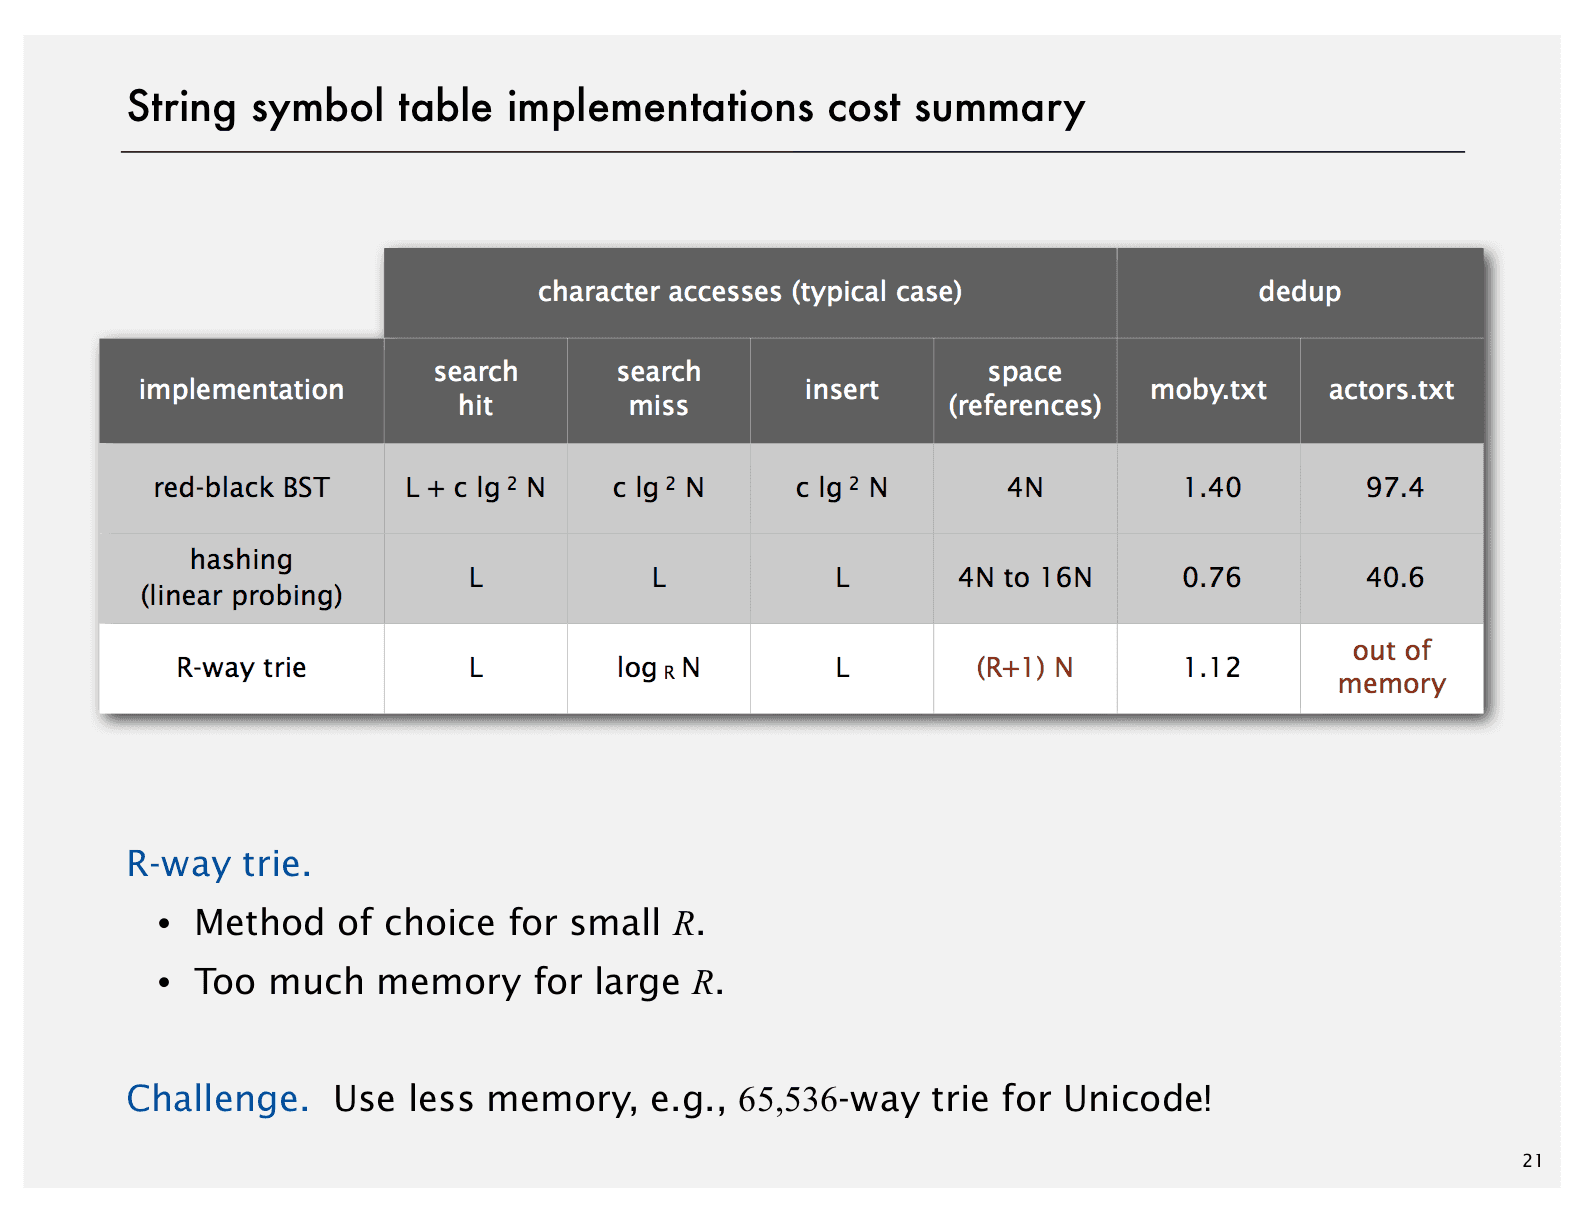 String symbol table implementations cost summary
character accesses (typical case) dedup
implementation search hit search miss insert space (references) moby.txt actors.txt
red-black BST L + c lg ² N c lg ² N c lg ² N 4N 1.40 97.4
hashing (linear probing) L L L 4N to 16N 0.76 40.6
R-way trie L log R N L (R+1) N 1.12 out of memory
R-way trie.
• Method of choice for small R.
• Too much memory for large R.
Challenge. Use less memory, e.g., 65,536-way trie for Unicode!
21